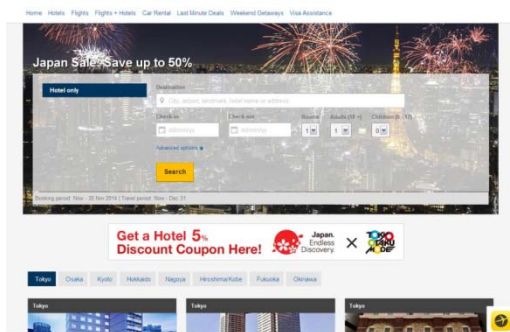 Home Hotels Flights Flights + Hotels Car Rental Last Minute Deals Weekend Getaways Visa Assistance
Japan Sale-Save up to 50%
Hotel only
Destination
City, airport, landmark, hotel name or address
Check-in Check-out Rooms Adults (18 +) Children (0 - 17)
1 1 0
Advanced options
Search
Booking period: Now - 30 Nov 2016 | Travel period: Now - Dec 31
Get a Hotel 5%
Discount Coupon Here!
Japan.
Endless
Discovery.
TOKYO
OTAKU
MODE
Tokyo Osaka Kyoto Hokkaido Nagoya Hiroshima/Kobe Fukuoka Okinawa
Tokyo Tokyo Tokyo